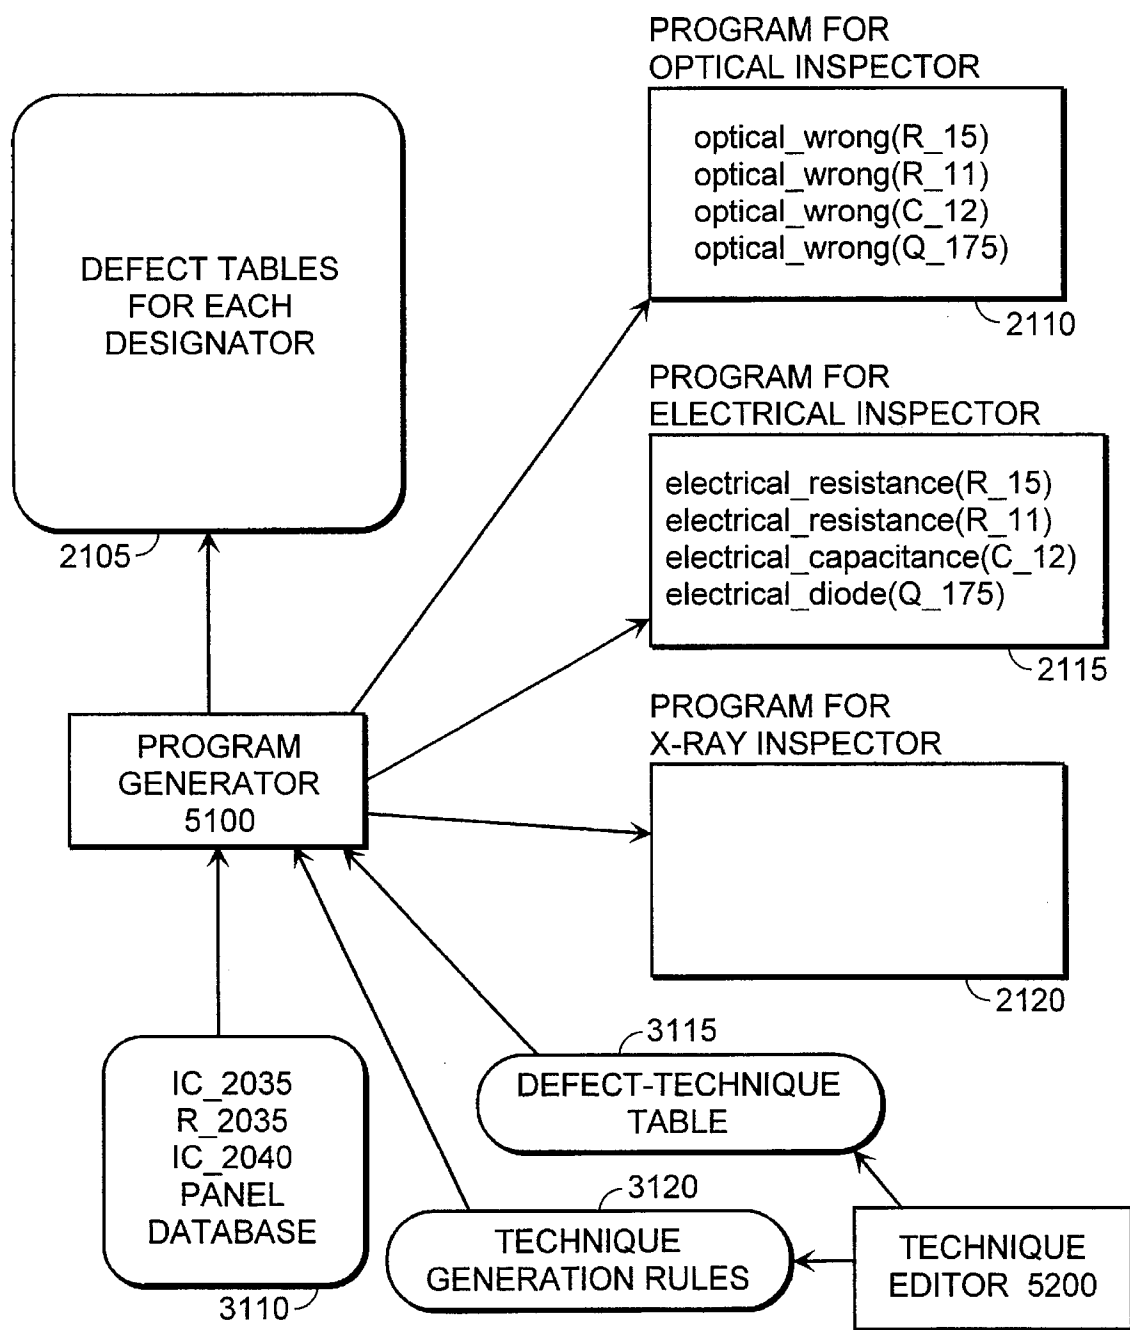 PROGRAM FOR
OPTICAL INSPECTOR
optical_wrong(R_15)
optical_wrong(R_11)
optical_wrong(C_12)
optical_wrong(Q_175)
2110
DEFECT TABLES
FOR EACH
DESIGNATOR
2105
PROGRAM FOR
ELECTRICAL INSPECTOR
electrical_resistance(R_15)
electrical_resistance(R_11)
electrical_capacitance(C_12)
electrical_diode(Q_175)
2115
PROGRAM FOR
X-RAY INSPECTOR
2120
PROGRAM
GENERATOR
5100
IC_2035
R_2035
IC_2040
PANEL
DATABASE
3110
3115
DEFECT-TECHNIQUE
TABLE
3120
TECHNIQUE
GENERATION RULES
TECHNIQUE
EDITOR 5200